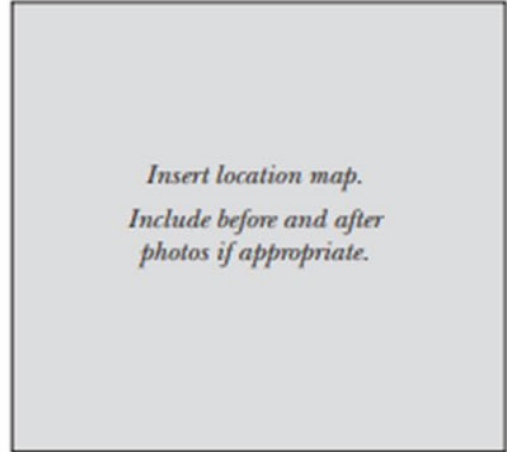 Insert location map.
Include before and after
photos if appropriate.